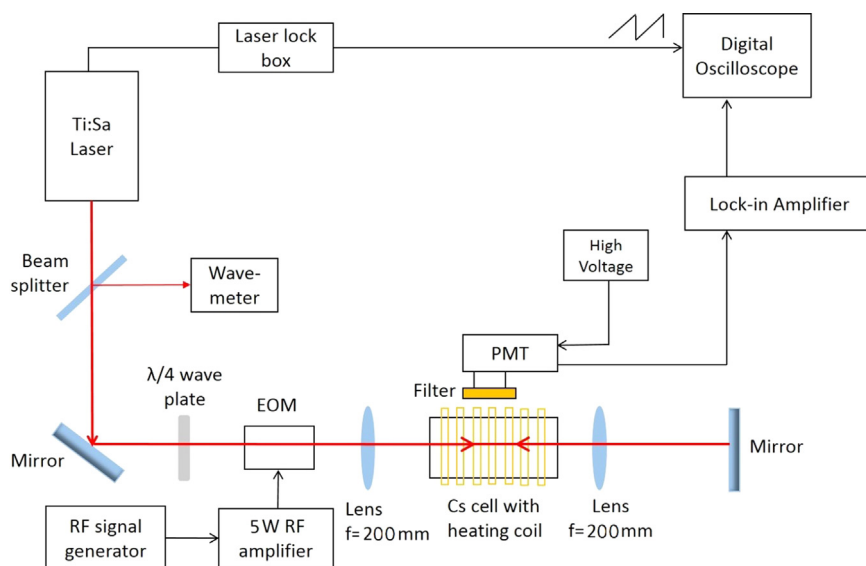 Laser lock
box
Digital
Oscilloscope
Ti:Sa
Laser
Lock-in Amplifier
High
Voltage
Beam
splitter
Wave-
meter
PMT
λ/4 wave
plate
Filter
EOM
Mirror
Mirror
Lens
f=200mm
Cs cell with
heating coil
Lens
f=200mm
RF signal
generator
5W RF
amplifier